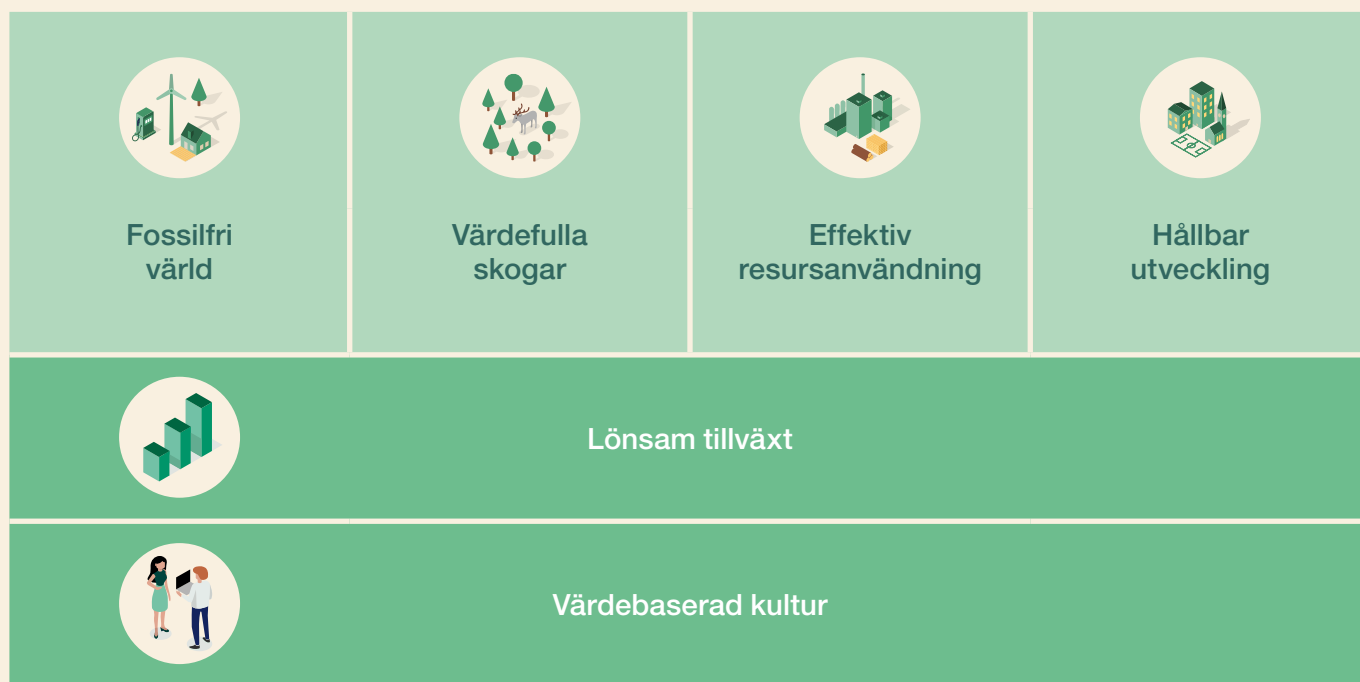 Fossilfri
värld
Värdefulla
skogar
Effektiv
resursanvändning
Hållbar
utveckling
Lönsam tillväxt
Värdebaserad kultur